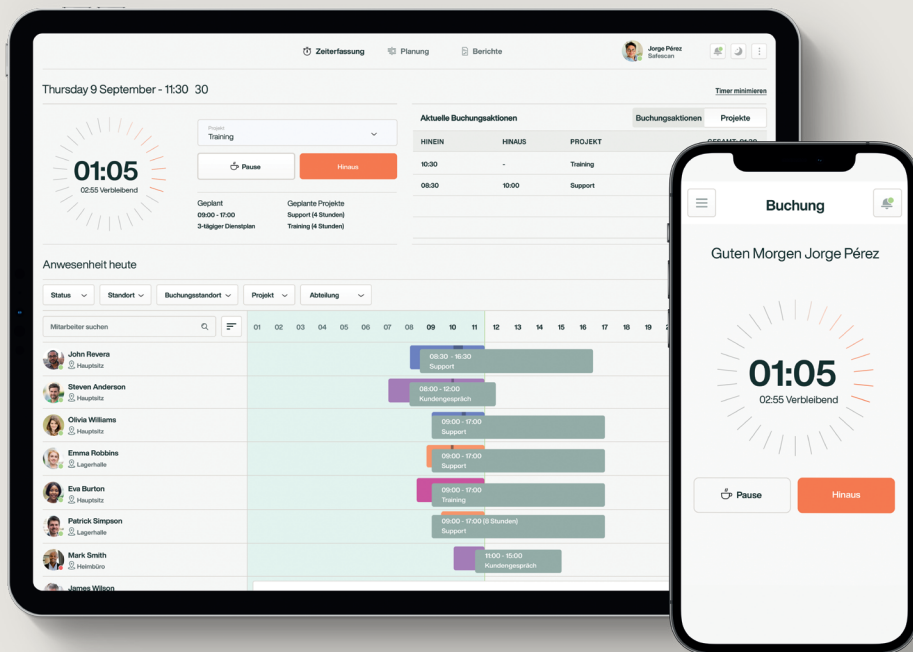 Zeiterfassung
Planung
Berichte
Jorge Pérez
Safescan
Thursday 9 September - 11:30 30
Timer minimieren
01:05
02:55 Verbleibend
Projekt
Training
Pause
Hinaus
Geplant
09:00 - 17:00
3-tägiger Dienstplan
Geplante Projekte
Support (4 Stunden)
Training (4 Stunden)
Aktuelle Buchungsaktionen
Buchungsaktionen
Projekte
HINEIN HINAUS PROJEKT GESAMT: 01:30
10:30 - Training
08:30 10:00 Support
Anwesenheit heute
Status
Standort
Buchungsstandort
Projekt
Abteilung
Mitarbeiter suchen
01 02 03 04 05 06 07 08 09 10 11 12 13 14 15 16 17 18 19
John Revera
Hauptsitz
08:30 - 16:30
Support
Steven Anderson
Hauptsitz
08:00 - 12:00
Kundengespräch
Olivia Williams
Hauptsitz
09:00 - 17:00
Support
Emma Robbins
Lagerhalle
09:00 - 17:00
Support
Eva Burton
Hauptsitz
09:00 - 17:00
Training
Patrick Simpson
Lagerhalle
09:00 - 17:00 (8 Stunden)
Support
Mark Smith
Heimbüro
11:00 - 15:00
Kundengespräch
James Wilson
Buchung
Guten Morgen Jorge Pérez
01:05
02:55 Verbleibend
Pause
Hinaus